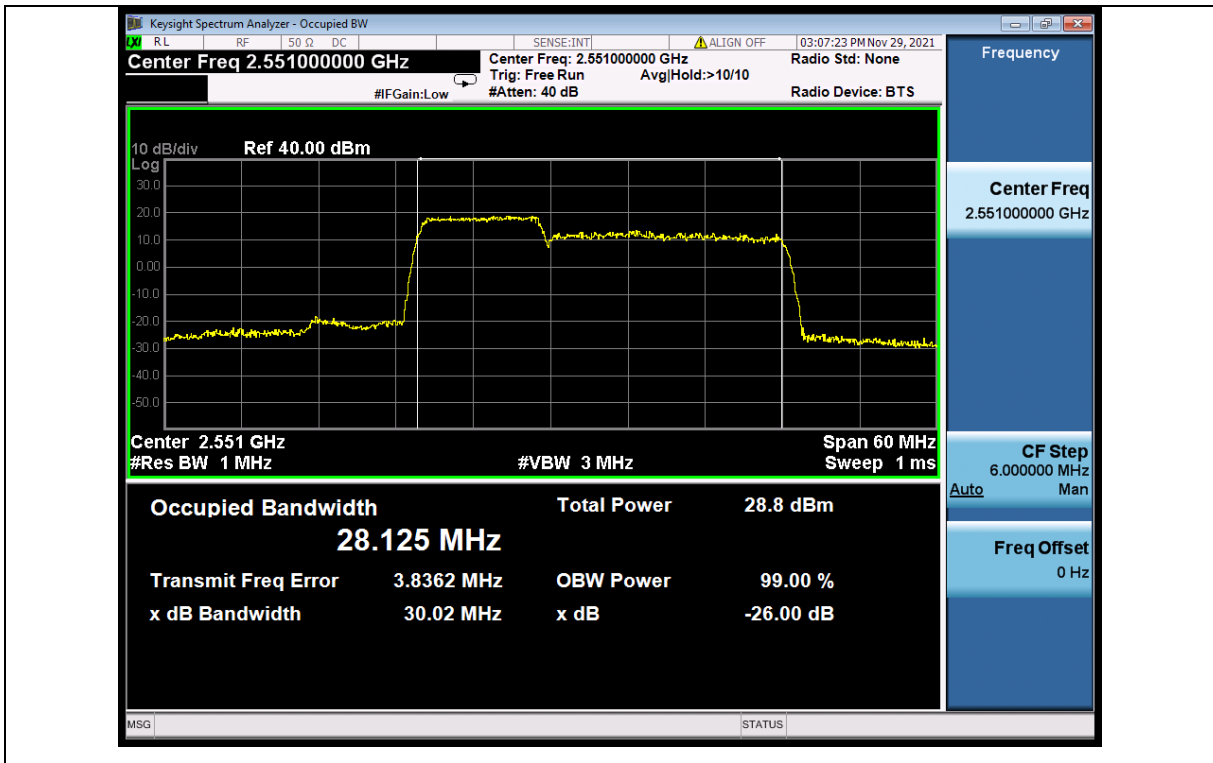 Keysight Spectrum Analyzer - Occupied BW
LXI RL RF 50 Ω DC SENSE:INT ALIGN OFF 03:07:23 PM Nov 29, 2021
Center Freq 2.551000000 GHz
Center Freq: 2.551000000 GHz Radio Std: None
Trig: Free Run Avg|Hold:>10/10
#IFGain:Low #Atten: 40 dB Radio Device: BTS
10 dB/div Ref 40.00 dBm
Log
30.0
20.0
10.0
0.00
-10.0
-20.0
-30.0
-40.0
-50.0
Center 2.551 GHz Span 60 MHz
#Res BW 1 MHz #VBW 3 MHz Sweep 1 ms
Occupied Bandwidth Total Power 28.8 dBm
28.125 MHz
Transmit Freq Error 3.8362 MHz OBW Power 99.00 %
x dB Bandwidth 30.02 MHz x dB -26.00 dB
MSG STATUS
Frequency
Center Freq
2.551000000 GHz
CF Step
6.000000 MHz
Auto Man
Freq Offset
0 Hz